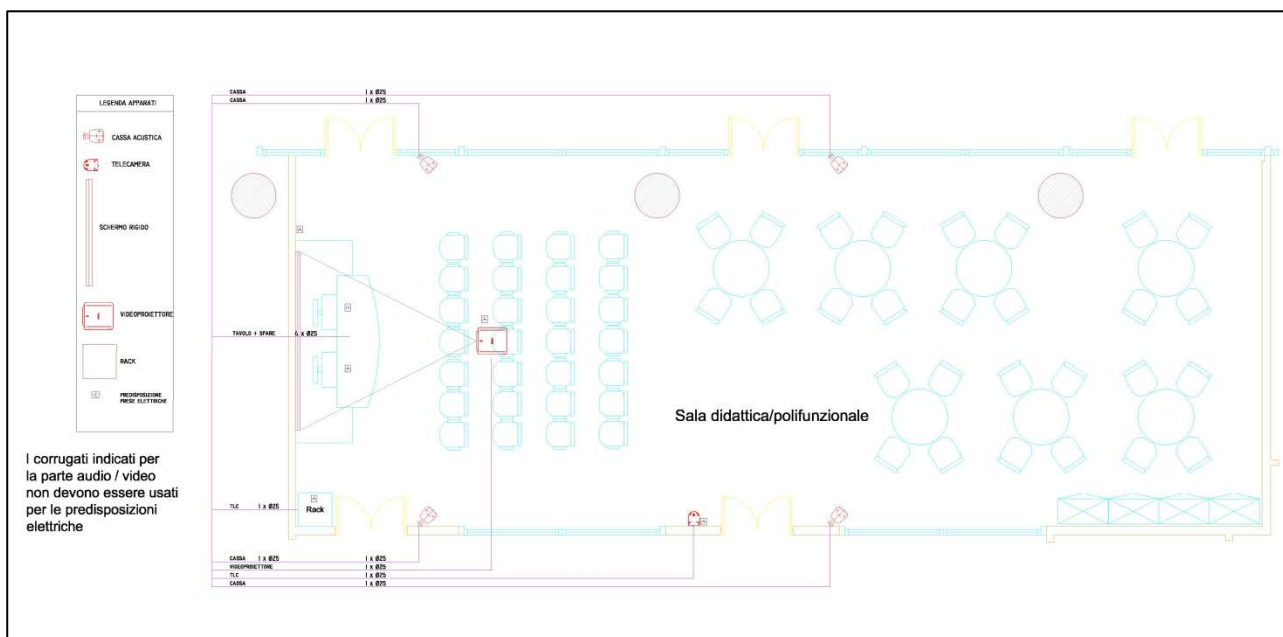 CASSA 1 x Ø25
CASSA 1 x Ø25
LEGENDA APPARATI
CASSA ACUSTICA
TELECAMERA
SCHERMO RIGIDO
VIDEOPROIETTORE
RACK
PREDISPOSIZIONE
PRESE ELETTRICHE
I corrugati indicati per
la parte audio / video
non devono essere usati
per le predisposizioni
elettriche
TAVOLO + SPARE 4 x Ø25
Sala didattica/polifunzionale
TLC 1 x Ø25
Rack
CASSA 1 x Ø25 1 x Ø25
VIDEOPROIETTORE 1 x Ø25
TLC 1 x Ø25
CASSA 1 x Ø25